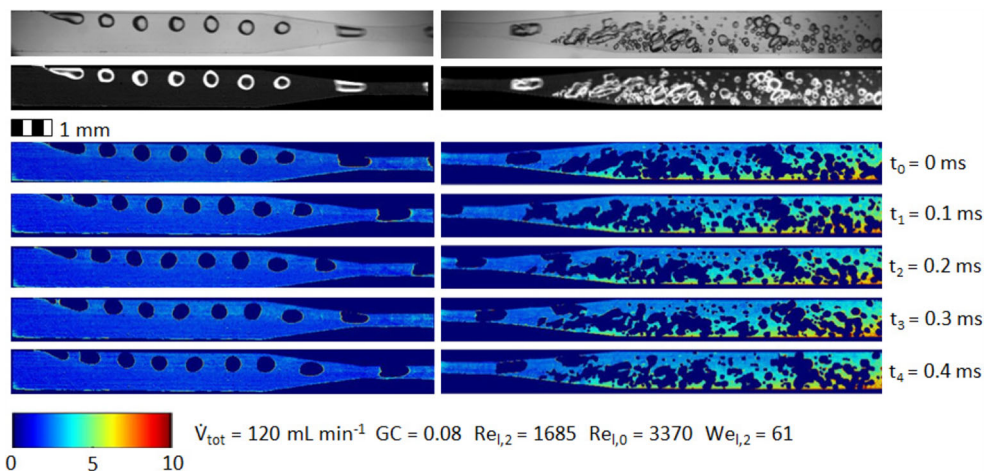 1 mm
t₀ = 0 ms
t₁ = 0.1 ms
t₂ = 0.2 ms
t₃ = 0.3 ms
t₄ = 0.4 ms
V̇tot = 120 mL min⁻¹ GC = 0.08 Reₗ,₂ = 1685 Reₗ,₀ = 3370 Weₗ,₂ = 61
0 5 10